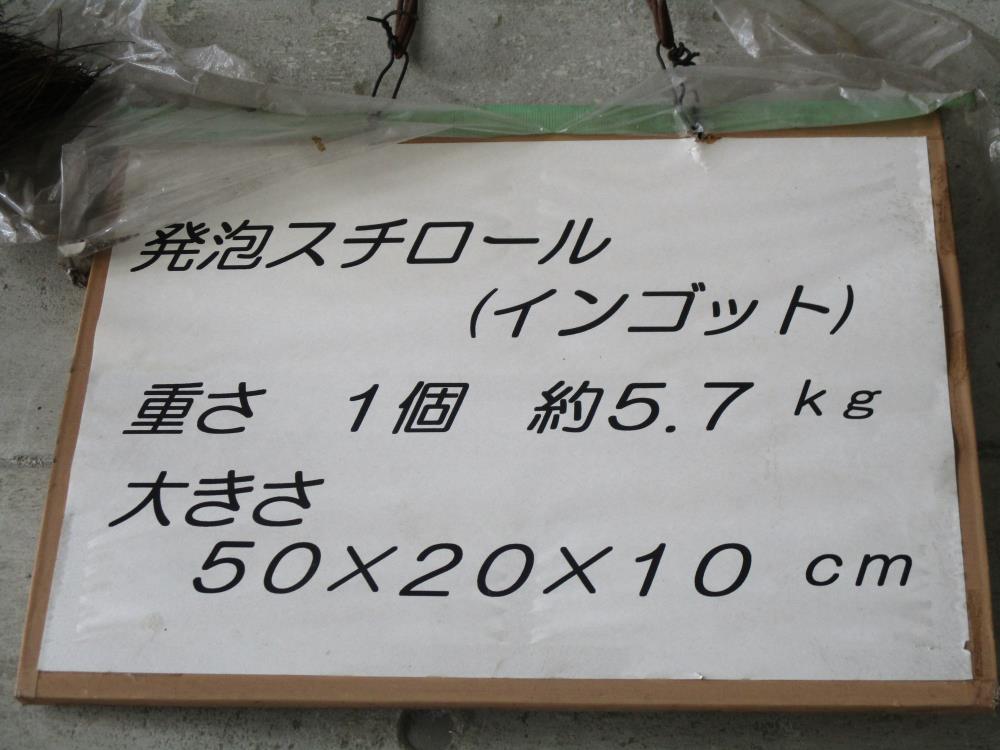 発泡スチロール
(インゴット)
重さ　１個　約５.７ ｋｇ
大きさ
５０×２０×１０ ｃｍ